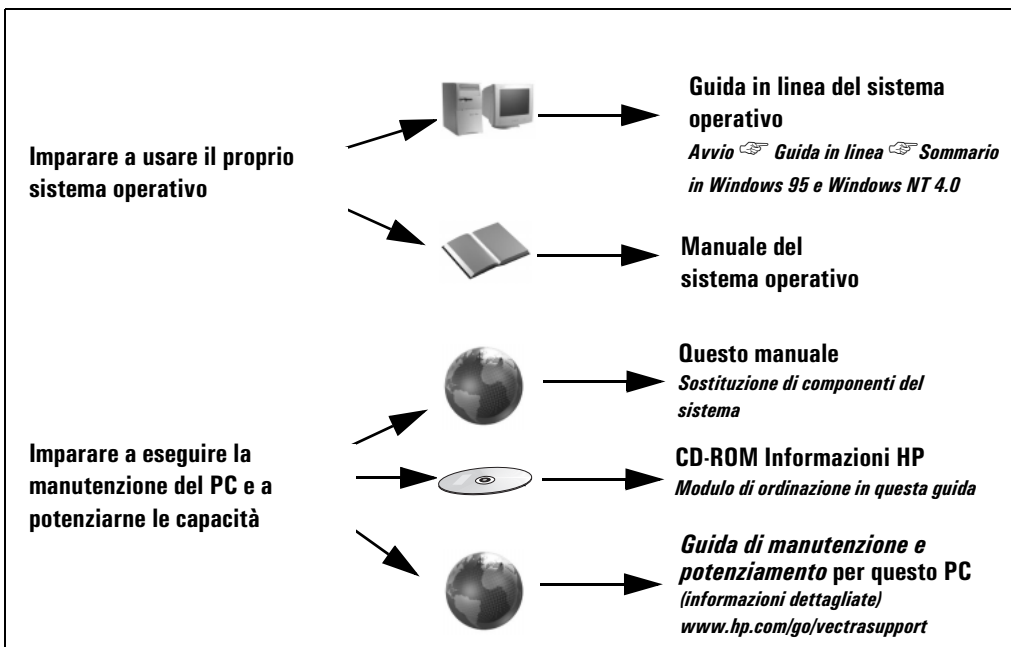 Imparare a usare il proprio
sistema operativo
Guida in linea del sistema
operativo
Avvio ☞ Guida in linea ☞ Sommario
in Windows 95 e Windows NT 4.0
Manuale del
sistema operativo
Imparare a eseguire la
manutenzione del PC e a
potenziarne le capacità
Questo manuale
Sostituzione di componenti del
sistema
CD-ROM Informazioni HP
Modulo di ordinazione in questa guida
Guida di manutenzione e
potenziamento per questo PC
(informazioni dettagliate)
www.hp.com/go/vectrasupport